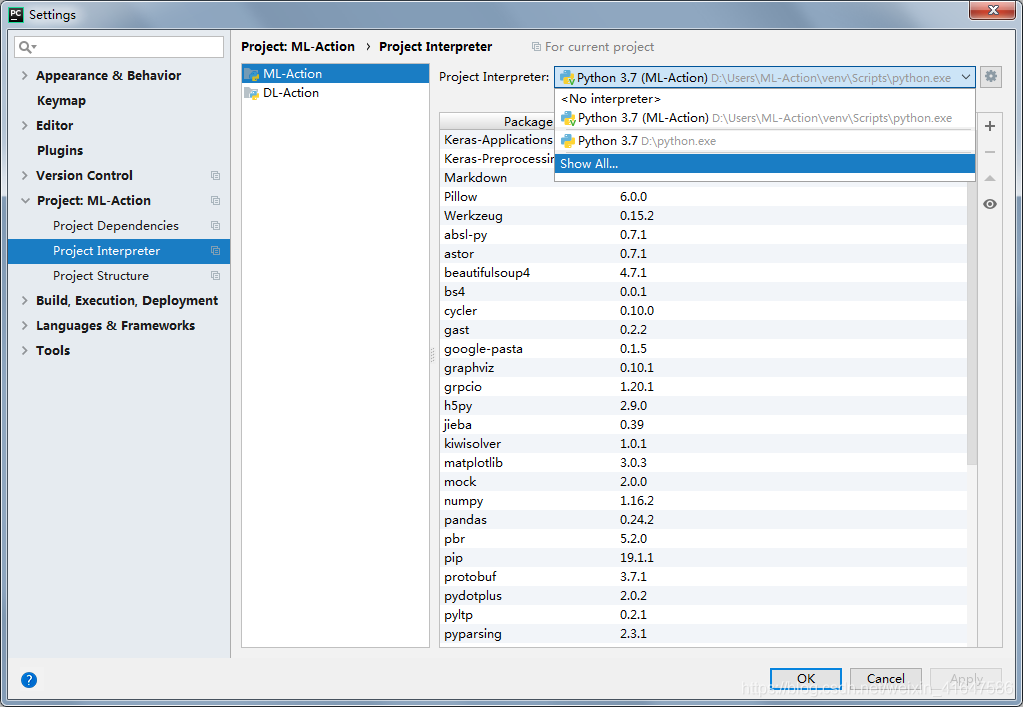 PC Settings
Project: ML-Action › Project Interpreter For current project
Appearance & Behavior
Keymap
Editor
Plugins
Version Control
Project: ML-Action
Project Dependencies
Project Interpreter
Project Structure
Build, Execution, Deployment
Languages & Frameworks
Tools
ML-Action
DL-Action
Project Interpreter: Python 3.7 (ML-Action) D:\Users\ML-Action\venv\Scripts\python.exe
<No interpreter>
Python 3.7 (ML-Action) D:\Users\ML-Action\venv\Scripts\python.exe
Python 3.7 D:\python.exe
Show All...
Package
Keras-Applications
Keras-Preprocessin
Markdown
Pillow 6.0.0
Werkzeug 0.15.2
absl-py 0.7.1
astor 0.7.1
beautifulsoup4 4.7.1
bs4 0.0.1
cycler 0.10.0
gast 0.2.2
google-pasta 0.1.5
graphviz 0.10.1
grpcio 1.20.1
h5py 2.9.0
jieba 0.39
kiwisolver 1.0.1
matplotlib 3.0.3
mock 2.0.0
numpy 1.16.2
pandas 0.24.2
pbr 5.2.0
pip 19.1.1
protobuf 3.7.1
pydotplus 2.0.2
pyltp 0.2.1
pyparsing 2.3.1
?
OK Cancel Apply